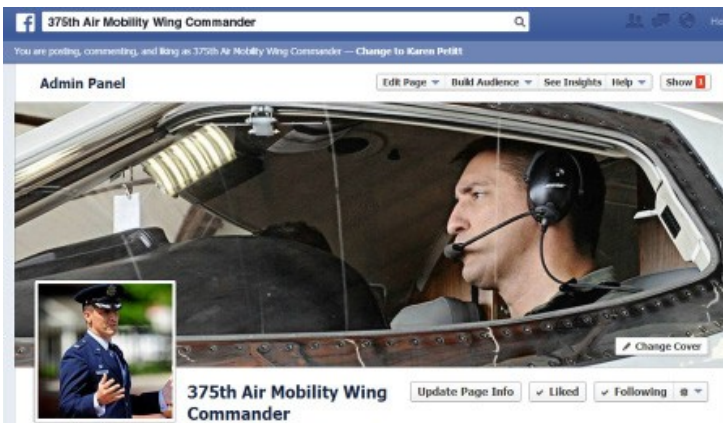 375th Air Mobility Wing Commander
You are posting, commenting, and liking as 375th Air Mobility Wing Commander — Change to Karen Petitt
Admin Panel
Edit Page Build Audience See Insights Help Show 1
Change Cover
375th Air Mobility Wing
Commander
Update Page Info Liked Following